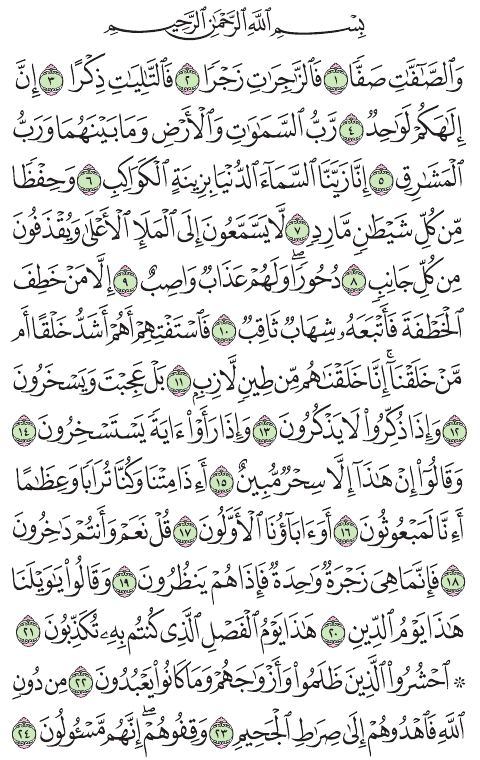 بِسْمِ ٱللَّهِ ٱلرَّحْمَٰنِ ٱلرَّحِيمِ
وَٱلصَّٰٓفَّٰتِ صَفًّا ١ فَٱلزَّٰجِرَٰتِ زَجْرًا ٢ فَٱلتَّٰلِيَٰتِ ذِكْرًا ٣ إِنَّ
إِلَٰهَكُمْ لَوَٰحِدٌ ٤ رَّبُّ ٱلسَّمَٰوَٰتِ وَٱلْأَرْضِ وَمَا بَيْنَهُمَا وَرَبُّ
ٱلْمَشَٰرِقِ ٥ إِنَّا زَيَّنَّا ٱلسَّمَآءَ ٱلدُّنْيَا بِزِينَةٍ ٱلْكَوَاكِبِ ٦ وَحِفْظًا
مِّن كُلِّ شَيْطَٰنٍ مَّارِدٍ ٧ لَّا يَسَّمَّعُونَ إِلَى ٱلْمَلَإِ ٱلْأَعْلَىٰ وَيُقْذَفُونَ
مِن كُلِّ جَانِبٍ ٨ دُحُورًا ۖ وَلَهُمْ عَذَابٌ وَاصِبٌ ٩ إِلَّا مَنْ خَطِفَ
ٱلْخَطْفَةَ فَأَتْبَعَهُۥ شِهَابٌ ثَاقِبٌ ١٠ فَٱسْتَفْتِهِمْ أَهُمْ أَشَدُّ خَلْقًا أَم
مَّنْ خَلَقْنَآ ۚ إِنَّا خَلَقْنَٰهُم مِّن طِينٍ لَّازِبٍۭ ١١ بَلْ عَجِبْتَ وَيَسْخَرُونَ
١٢ وَإِذَا ذُكِّرُوا۟ لَا يَذْكُرُونَ ١٣ وَإِذَا رَأَوْا۟ ءَايَةً يَسْتَسْخِرُونَ ١٤
وَقَالُوٓا۟ إِنْ هَٰذَآ إِلَّا سِحْرٌ مُّبِينٌ ١٥ أَءِذَا مِتْنَا وَكُنَّا تُرَابًا وَعِظَٰمًا
أَءِنَّا لَمَبْعُوثُونَ ١٦ أَوَءَابَآؤُنَا ٱلْأَوَّلُونَ ١٧ قُلْ نَعَمْ وَأَنتُمْ دَٰخِرُونَ
١٨ فَإِنَّمَا هِىَ زَجْرَةٌ وَٰحِدَةٌ فَإِذَا هُمْ يَنظُرُونَ ١٩ وَقَالُوا۟ يَٰوَيْلَنَا
هَٰذَا يَوْمُ ٱلدِّينِ ٢٠ هَٰذَا يَوْمُ ٱلْفَصْلِ ٱلَّذِى كُنتُم بِهِۦ تُكَذِّبُونَ ٢١
۞ ٱحْشُرُوا۟ ٱلَّذِينَ ظَلَمُوا۟ وَأَزْوَٰجَهُمْ وَمَا كَانُوا۟ يَعْبُدُونَ ٢٢ مِن دُونِ
ٱللَّهِ فَٱهْدُوهُمْ إِلَىٰ صِرَٰطِ ٱلْجَحِيمِ ٢٣ وَقِفُوهُمْ ۖ إِنَّهُم مَّسْـُٔولُونَ ٢٤